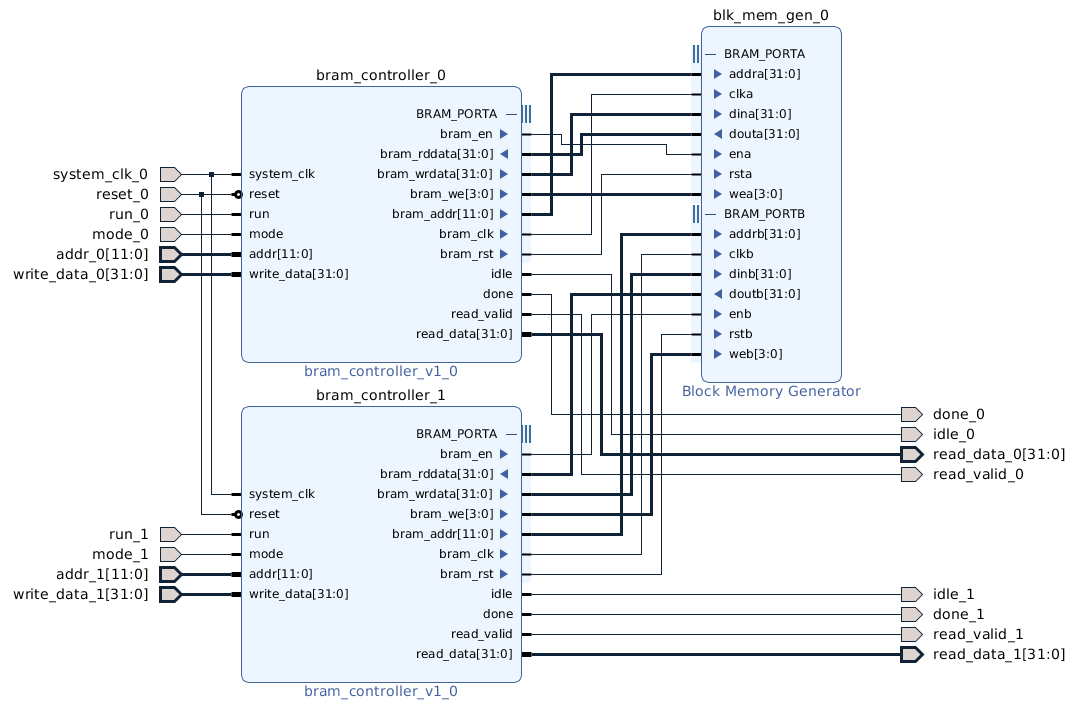 blk_mem_gen_0
BRAM_PORTA
addra[31:0]
clka
dina[31:0]
douta[31:0]
ena
rsta
wea[3:0]
BRAM_PORTB
addrb[31:0]
clkb
dinb[31:0]
doutb[31:0]
enb
rstb
web[3:0]
Block Memory Generator
bram_controller_0
BRAM_PORTA
bram_en
bram_rddata[31:0]
bram_wrdata[31:0]
bram_we[3:0]
bram_addr[11:0]
bram_clk
bram_rst
idle
done
read_valid
read_data[31:0]
system_clk
reset
run
mode
addr[11:0]
write_data[31:0]
bram_controller_v1_0
system_clk_0
reset_0
run_0
mode_0
addr_0[11:0]
write_data_0[31:0]
bram_controller_1
BRAM_PORTA
bram_en
bram_rddata[31:0]
bram_wrdata[31:0]
bram_we[3:0]
bram_addr[11:0]
bram_clk
bram_rst
idle
done
read_valid
read_data[31:0]
system_clk
reset
run
mode
addr[11:0]
write_data[31:0]
bram_controller_v1_0
run_1
mode_1
addr_1[11:0]
write_data_1[31:0]
done_0
idle_0
read_data_0[31:0]
read_valid_0
idle_1
done_1
read_valid_1
read_data_1[31:0]